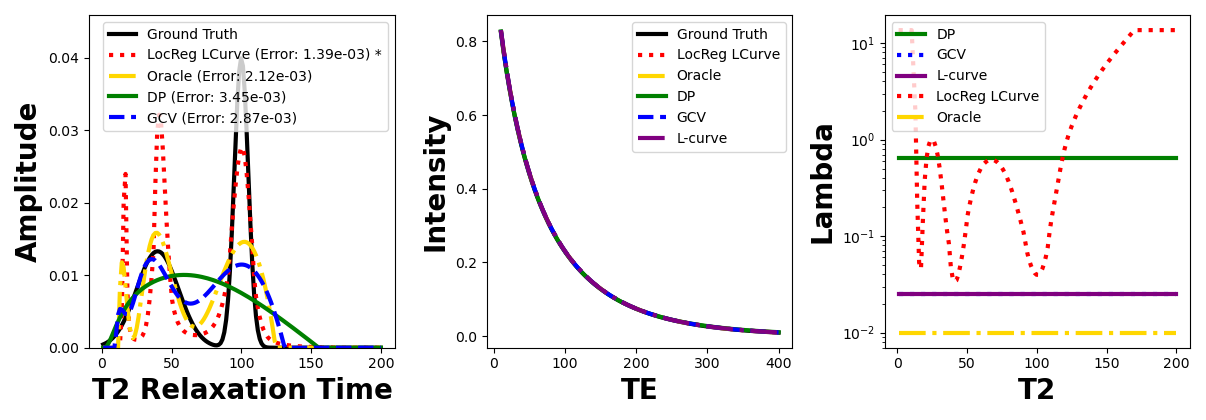 Amplitude
0.04
0.03
0.02
0.01
0.00
Ground Truth
LocReg LCurve (Error: 1.39e-03) *
Oracle (Error: 2.12e-03)
DP (Error: 3.45e-03)
GCV (Error: 2.87e-03)
0 50 100 150 200
T2 Relaxation Time
Intensity
0.8
0.6
0.4
0.2
0.0
Ground Truth
LocReg LCurve
Oracle
DP
GCV
L-curve
0 100 200 300 400
TE
Lambda
10¹
10⁰
10⁻¹
10⁻²
DP
GCV
L-curve
LocReg LCurve
Oracle
0 50 100 150 200
T2